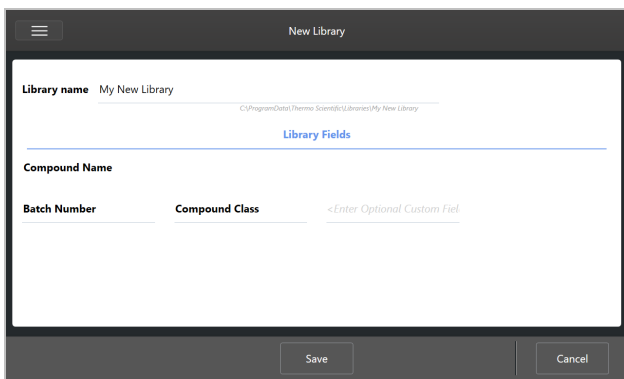 New Library
Library name My New Library
C:\ProgramData\Thermo Scientific\Libraries\My New Library
Library Fields
Compound Name
Batch Number Compound Class <Enter Optional Custom Fiel
Save Cancel